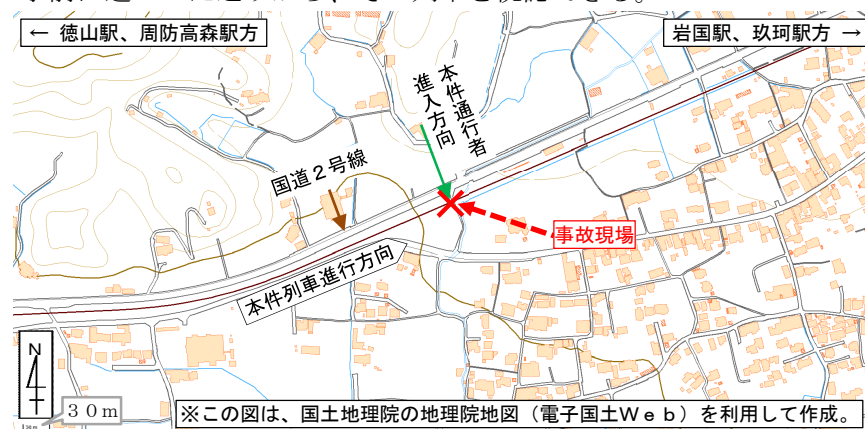 ← 徳山駅、周防高森駅方
岩国駅、玖珂駅方 →
本件通行者
進入方向
国道２号線
事故現場
本件列車進行方向
N
３０ｍ
※この図は、国土地理院の地理院地図（電子国土Ｗｅｂ）を利用して作成。